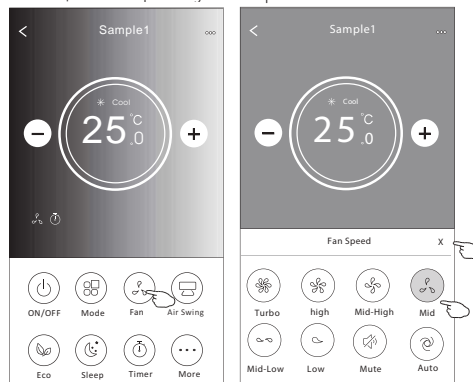 Sample1
Cool
25.0 °C
ON/OFF Mode Fan Air Swing
Eco Sleep Timer More
Sample1
Cool
25.0 °C
Fan Speed X
Turbo high Mid-High Mid
Mid-Low Low Mute Auto